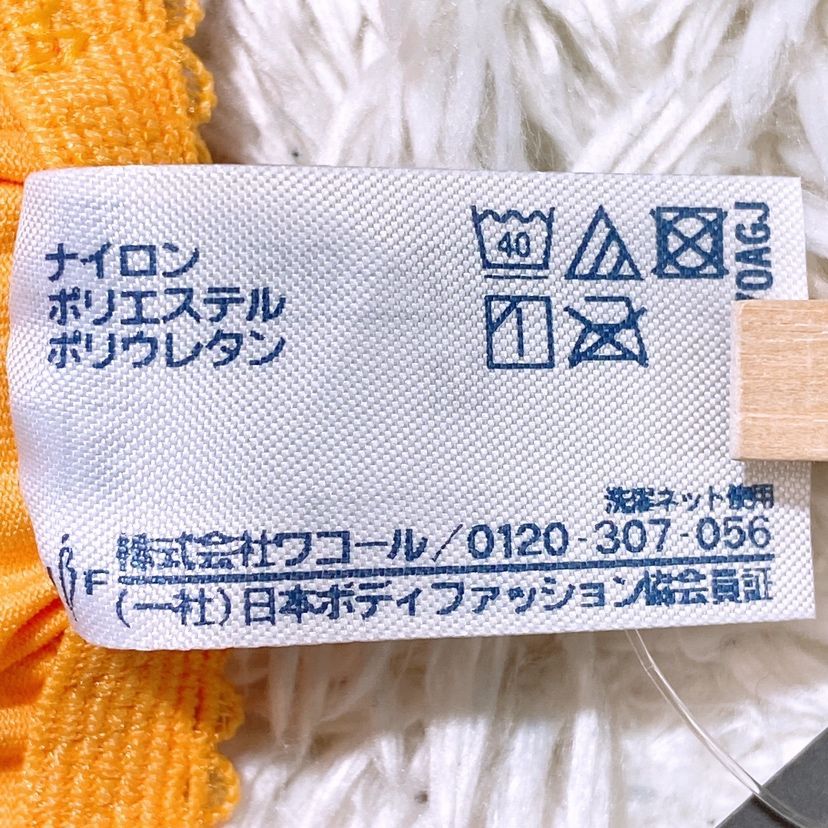 ナイロン
ポリエステル
ポリウレタン
40
OAGJ
洗濯ネット使用
株式会社ワコール/0120-307-056
(一社)日本ボディファッション協会員証